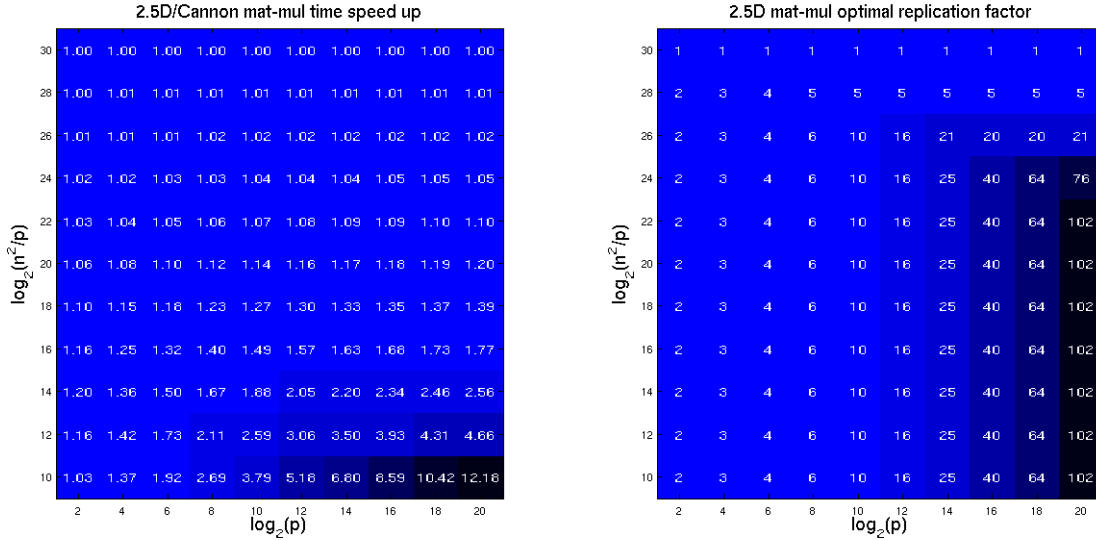 2.5D/Cannon mat-mul time speed up
log2(n^2/p)
30 1.00 1.00 1.00 1.00 1.00 1.00 1.00 1.00 1.00 1.00
28 1.00 1.01 1.01 1.01 1.01 1.01 1.01 1.01 1.01 1.01
26 1.01 1.01 1.01 1.02 1.02 1.02 1.02 1.02 1.02 1.02
24 1.02 1.02 1.03 1.03 1.04 1.04 1.04 1.05 1.05 1.05
22 1.03 1.04 1.05 1.06 1.07 1.08 1.09 1.09 1.10 1.10
20 1.06 1.08 1.10 1.12 1.14 1.16 1.17 1.18 1.19 1.20
18 1.10 1.15 1.18 1.23 1.27 1.30 1.33 1.35 1.37 1.39
16 1.16 1.25 1.32 1.40 1.49 1.57 1.63 1.68 1.73 1.77
14 1.20 1.36 1.50 1.67 1.88 2.05 2.20 2.34 2.46 2.56
12 1.16 1.42 1.73 2.11 2.59 3.06 3.50 3.93 4.31 4.66
10 1.03 1.37 1.92 2.69 3.79 5.18 6.80 8.59 10.42 12.18
2 4 6 8 10 12 14 16 18 20
log2(p)
2.5D mat-mul optimal replication factor
log2(n^2/p)
30 1 1 1 1 1 1 1 1 1 1
28 2 3 4 5 5 5 5 5 5 5
26 2 3 4 6 10 16 21 20 20 21
24 2 3 4 6 10 16 25 40 64 76
22 2 3 4 6 10 16 25 40 64 102
20 2 3 4 6 10 16 25 40 64 102
18 2 3 4 6 10 16 25 40 64 102
16 2 3 4 6 10 16 25 40 64 102
14 2 3 4 6 10 16 25 40 64 102
12 2 3 4 6 10 16 25 40 64 102
10 2 3 4 6 10 16 25 40 64 102
2 4 6 8 10 12 14 16 18 20
log2(p)